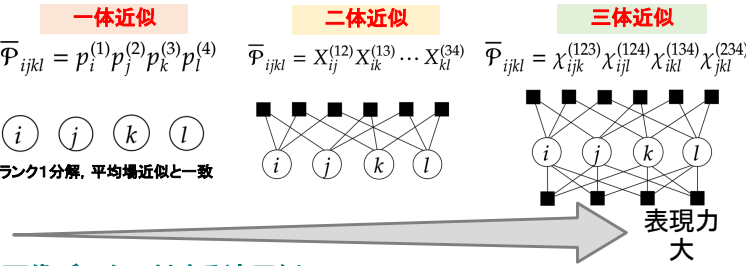 一体近似
二体近似
三体近似
𝒫̅ᵢⱼₖₗ = pᵢ⁽¹⁾pⱼ⁽²⁾pₖ⁽³⁾pₗ⁽⁴⁾
𝒫̅ᵢⱼₖₗ = Xᵢⱼ⁽¹²⁾Xᵢₖ⁽¹³⁾ ⋯ Xₖₗ⁽³⁴⁾
𝒫̅ᵢⱼₖₗ = χᵢⱼₖ⁽¹²³⁾χᵢⱼₗ⁽¹²⁴⁾χᵢₖₗ⁽¹³⁴⁾χⱼₖₗ⁽²³⁴⁾
i j k l
i j k l
i j k l
ランク1分解, 平均場近似と一致
表現力
大